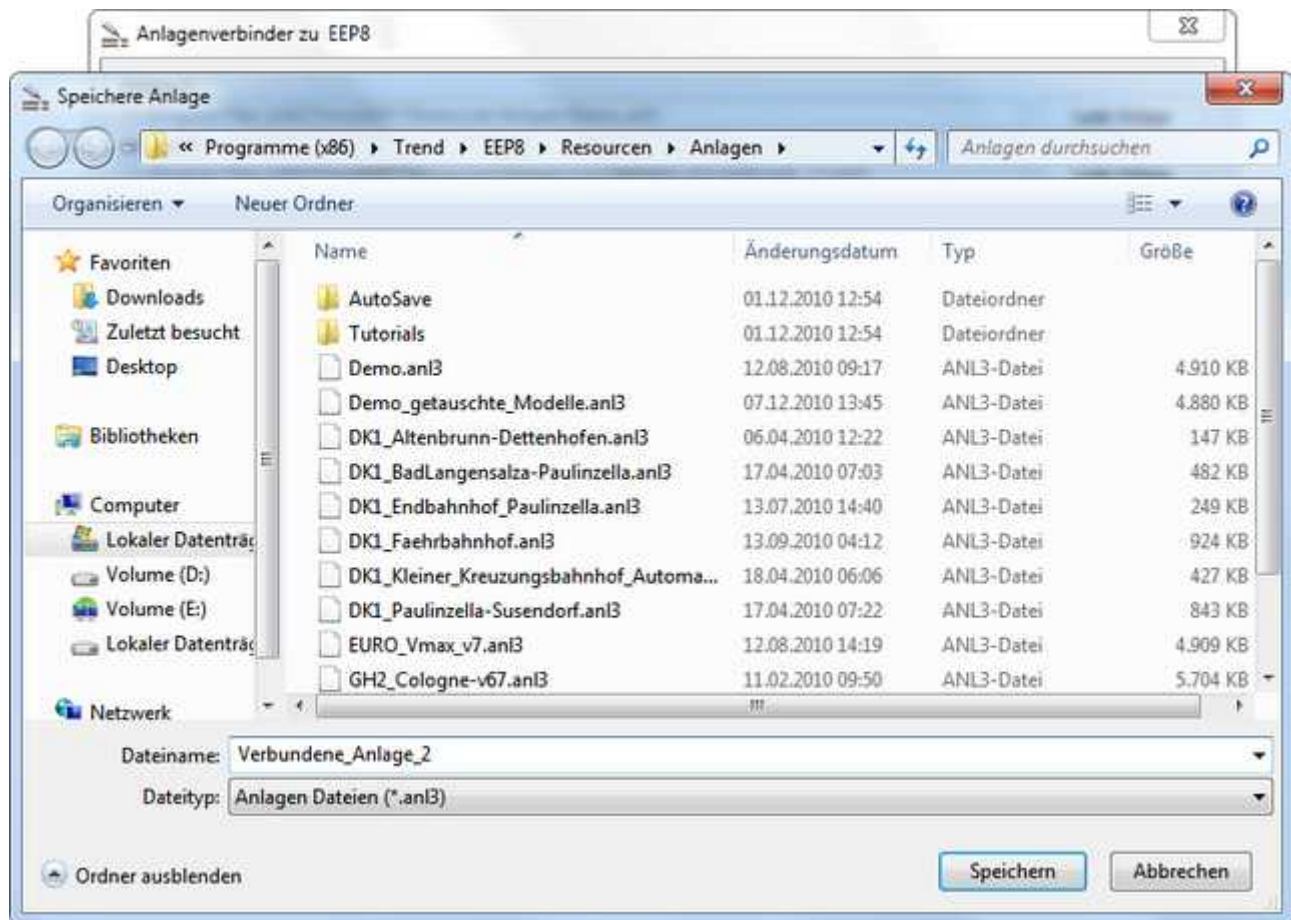 Anlagenverbinder zu EEP8
Speichere Anlage
« Programme (x86) ▸ Trend ▸ EEP8 ▸ Resourcen ▸ Anlagen ▸ Anlagen durchsuchen
Organisieren Neuer Ordner
Name Änderungsdatum Typ Größe
Favoriten
Downloads
Zuletzt besucht
Desktop
Bibliotheken
Computer
Lokaler Datenträg
Volume (D:)
Volume (E:)
Lokaler Datenträg
Netzwerk
AutoSave 01.12.2010 12:54 Dateiordner
Tutorials 01.12.2010 12:54 Dateiordner
Demo.anl3 12.08.2010 09:17 ANL3-Datei 4.910 KB
Demo_getauschte_Modelle.anl3 07.12.2010 13:45 ANL3-Datei 4.880 KB
DK1_Altenbrunn-Dettenhofen.anl3 06.04.2010 12:22 ANL3-Datei 147 KB
DK1_BadLangensalza-Paulinzella.anl3 17.04.2010 07:03 ANL3-Datei 482 KB
DK1_Endbahnhof_Paulinzella.anl3 13.07.2010 14:40 ANL3-Datei 249 KB
DK1_Faehrbahnhof.anl3 13.09.2010 04:12 ANL3-Datei 924 KB
DK1_Kleiner_Kreuzungsbahnhof_Automa... 18.04.2010 06:06 ANL3-Datei 427 KB
DK1_Paulinzella-Susendorf.anl3 17.04.2010 07:22 ANL3-Datei 843 KB
EURO_Vmax_v7.anl3 12.08.2010 14:19 ANL3-Datei 4.909 KB
GH2_Cologne-v67.anl3 11.02.2010 09:50 ANL3-Datei 5.704 KB
Dateiname: Verbundene_Anlage_2
Dateityp: Anlagen Dateien (*.anl3)
Ordner ausblenden Speichern Abbrechen